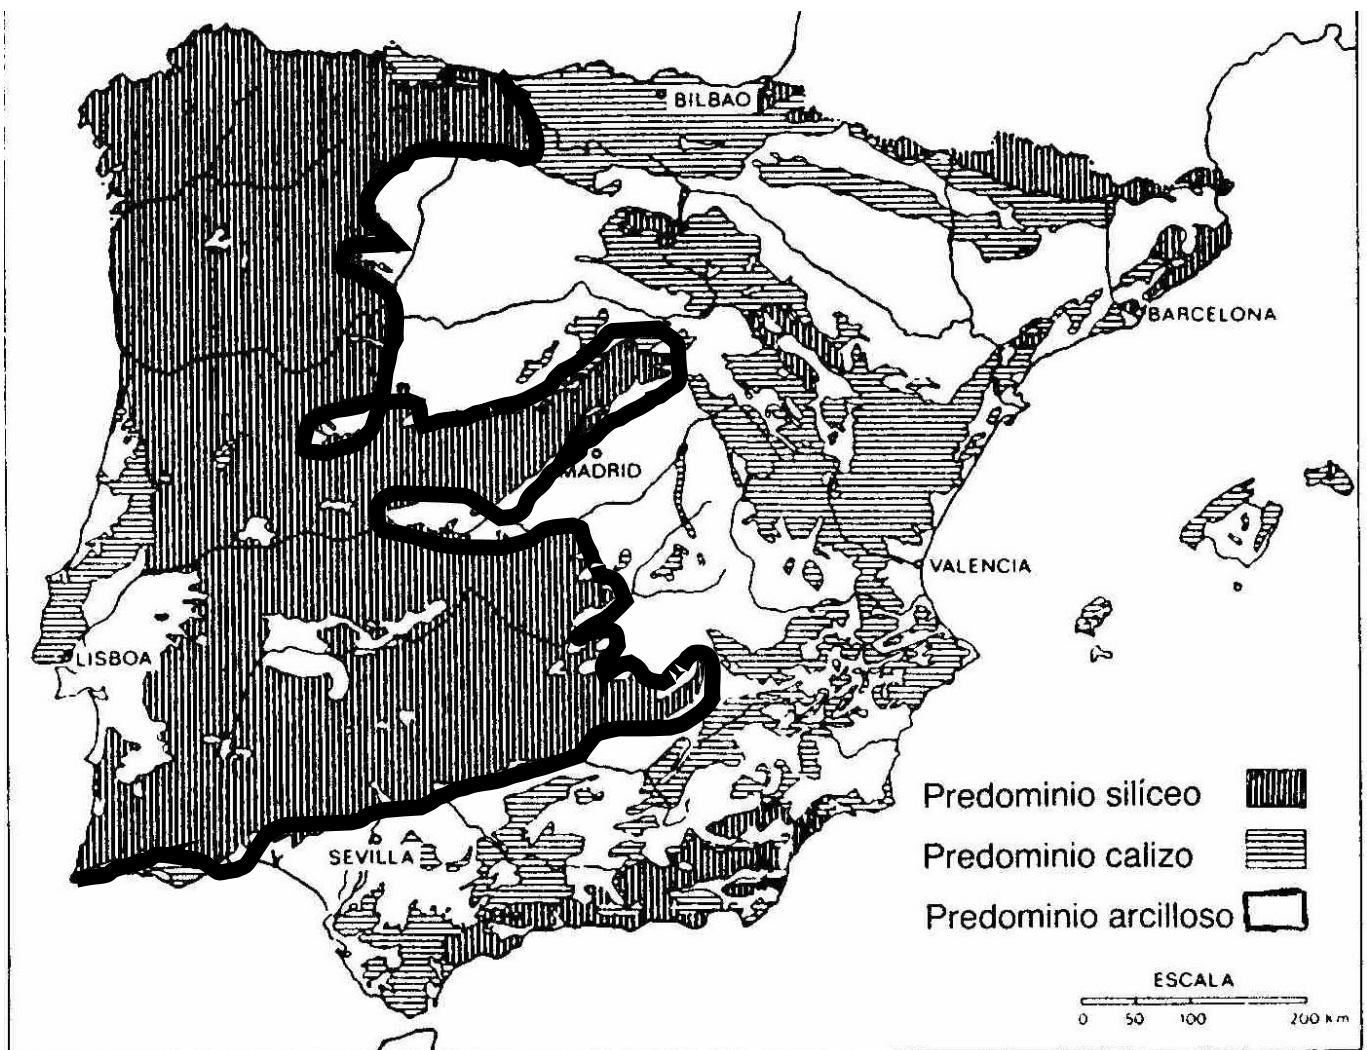 BILBAO
BARCELONA
MADRID
VALENCIA
LISBOA
Predominio silíceo
Predominio calizo
SEVILLA
Predominio arcilloso
ESCALA
0 50 100 200 km